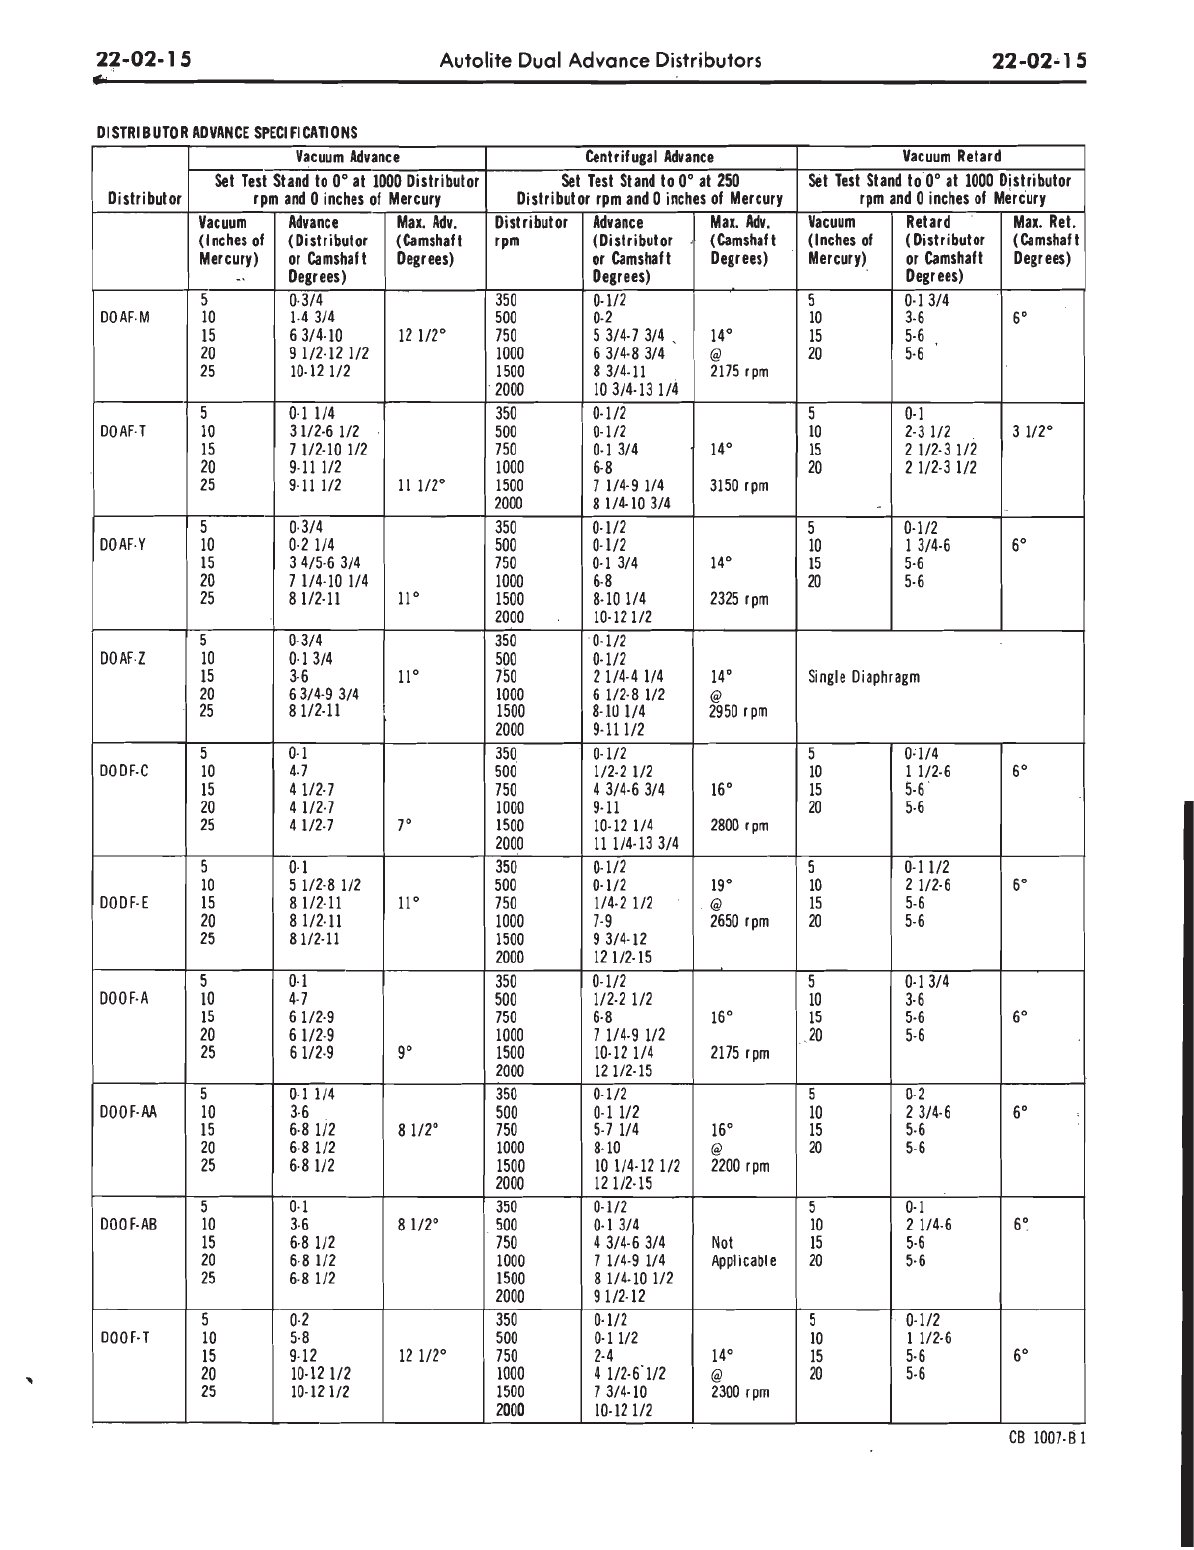 22-02-15 Autolite Dual Advance Distributors 22-02-15
DISTRIBUTOR ADVANCE SPECIFICATIONS
Vacuum Advance Centrifugal Advance Vacuum Retard
Set Test Stand to 0° at 1000 Distributor Set Test Stand to 0° at 250 Set Test Stand to 0° at 1000 Distributor
Distributor rpm and 0 inches of Mercury Distributor rpm and 0 inches of Mercury rpm and 0 inches of Mercury
Vacuum Advance Max. Adv. Distributor Advance Max. Adv. Vacuum Retard Max. Ret.
(Inches of (Distributor (Camshaft rpm (Distributor (Camshaft (Inches of (Distributor (Camshaft
Mercury) or Camshaft Degrees) or Camshaft Degrees) Mercury) or Camshaft Degrees)
Degrees) Degrees) Degrees)
5 0-3/4 350 0-1/2 5 0-1 3/4
DOAF-M 10 1-4 3/4 500 0-2 10 3-6 6°
15 6 3/4-10 12 1/2° 750 5 3/4-7 3/4 14° 15 5-6
20 9 1/2-12 1/2 1000 6 3/4-8 3/4 @ 20 5-6
25 10-12 1/2 1500 8 3/4-11 2175 rpm
2000 10 3/4-13 1/4
5 0-1 1/4 350 0-1/2 5 0-1
DOAF-T 10 3 1/2-6 1/2 500 0-1/2 10 2-3 1/2 3 1/2°
15 7 1/2-10 1/2 750 0-1 3/4 14° 15 2 1/2-3 1/2
20 9-11 1/2 1000 6-8 20 2 1/2-3 1/2
25 9-11 1/2 11 1/2° 1500 7 1/4-9 1/4 3150 rpm
2000 8 1/4-10 3/4
5 0-3/4 350 0-1/2 5 0-1/2
DOAF-Y 10 0-2 1/4 500 0-1/2 10 1 3/4-6 6°
15 3 4/5-6 3/4 750 0-1 3/4 14° 15 5-6
20 7 1/4-10 1/4 1000 6-8 20 5-6
25 8 1/2-11 11° 1500 8-10 1/4 2325 rpm
2000 10-12 1/2
5 0-3/4 350 0-1/2
DOAF-Z 10 0-1 3/4 500 0-1/2
15 3-6 11° 750 2 1/4-4 1/4 14° Single Diaphragm
20 6 3/4-9 3/4 1000 6 1/2-8 1/2 @
25 8 1/2-11 1500 8-10 1/4 2950 rpm
2000 9-11 1/2
5 0-1 350 0-1/2 5 0-1/4
DODF-C 10 4-7 500 1/2-2 1/2 10 1 1/2-6 6°
15 4 1/2-7 750 4 3/4-6 3/4 16° 15 5-6
20 4 1/2-7 1000 9-11 20 5-6
25 4 1/2-7 7° 1500 10-12 1/4 2800 rpm
2000 11 1/4-13 3/4
5 0-1 350 0-1/2 5 0-1 1/2
10 5 1/2-8 1/2 500 0-1/2 19° 10 2 1/2-6 6°
DODF-E 15 8 1/2-11 11° 750 1/4-2 1/2 @ 15 5-6
20 8 1/2-11 1000 7-9 2650 rpm 20 5-6
25 8 1/2-11 1500 9 3/4-12
2000 12 1/2-15
5 0-1 350 0-1/2 5 0-1 3/4
DOOF-A 10 4-7 500 1/2-2 1/2 10 3-6
15 6 1/2-9 750 6-8 16° 15 5-6 6°
20 6 1/2-9 1000 7 1/4-9 1/2 20 5-6
25 6 1/2-9 9° 1500 10-12 1/4 2175 rpm
2000 12 1/2-15
5 0-1 1/4 350 0-1/2 5 0-2
DOOF-AA 10 3-6 500 0-1 1/2 10 2 3/4-6 6°
15 6-8 1/2 8 1/2° 750 5-7 1/4 16° 15 5-6
20 6-8 1/2 1000 8-10 @ 20 5-6
25 6-8 1/2 1500 10 1/4-12 1/2 2200 rpm
2000 12 1/2-15
5 0-1 350 0-1/2 5 0-1
DOOF-AB 10 3-6 8 1/2° 500 0-1 3/4 10 2 1/4-6 6°
15 6-8 1/2 750 4 3/4-6 3/4 Not 15 5-6
20 6-8 1/2 1000 7 1/4-9 1/4 Applicable 20 5-6
25 6-8 1/2 1500 8 1/4-10 1/2
2000 9 1/2-12
5 0-2 350 0-1/2 5 0-1/2
DOOF-T 10 5-8 500 0-1 1/2 10 1 1/2-6
15 9-12 12 1/2° 750 2-4 14° 15 5-6 6°
20 10-12 1/2 1000 4 1/2-6 1/2 @ 20 5-6
25 10-12 1/2 1500 7 3/4-10 2300 rpm
2000 10-12 1/2
CB 1007-B1